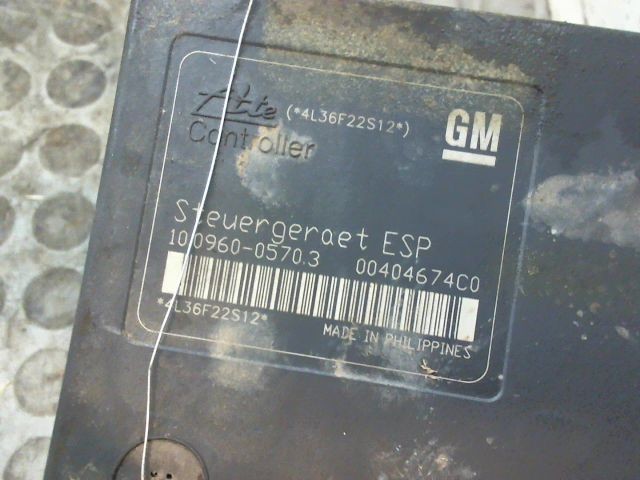 Ate (*4L36F22S12*) GM
Controller
Steuergeraet ESP
10.0960-0570.3 00404674C0
*4L36F22S12*
MADE IN PHILIPPINES